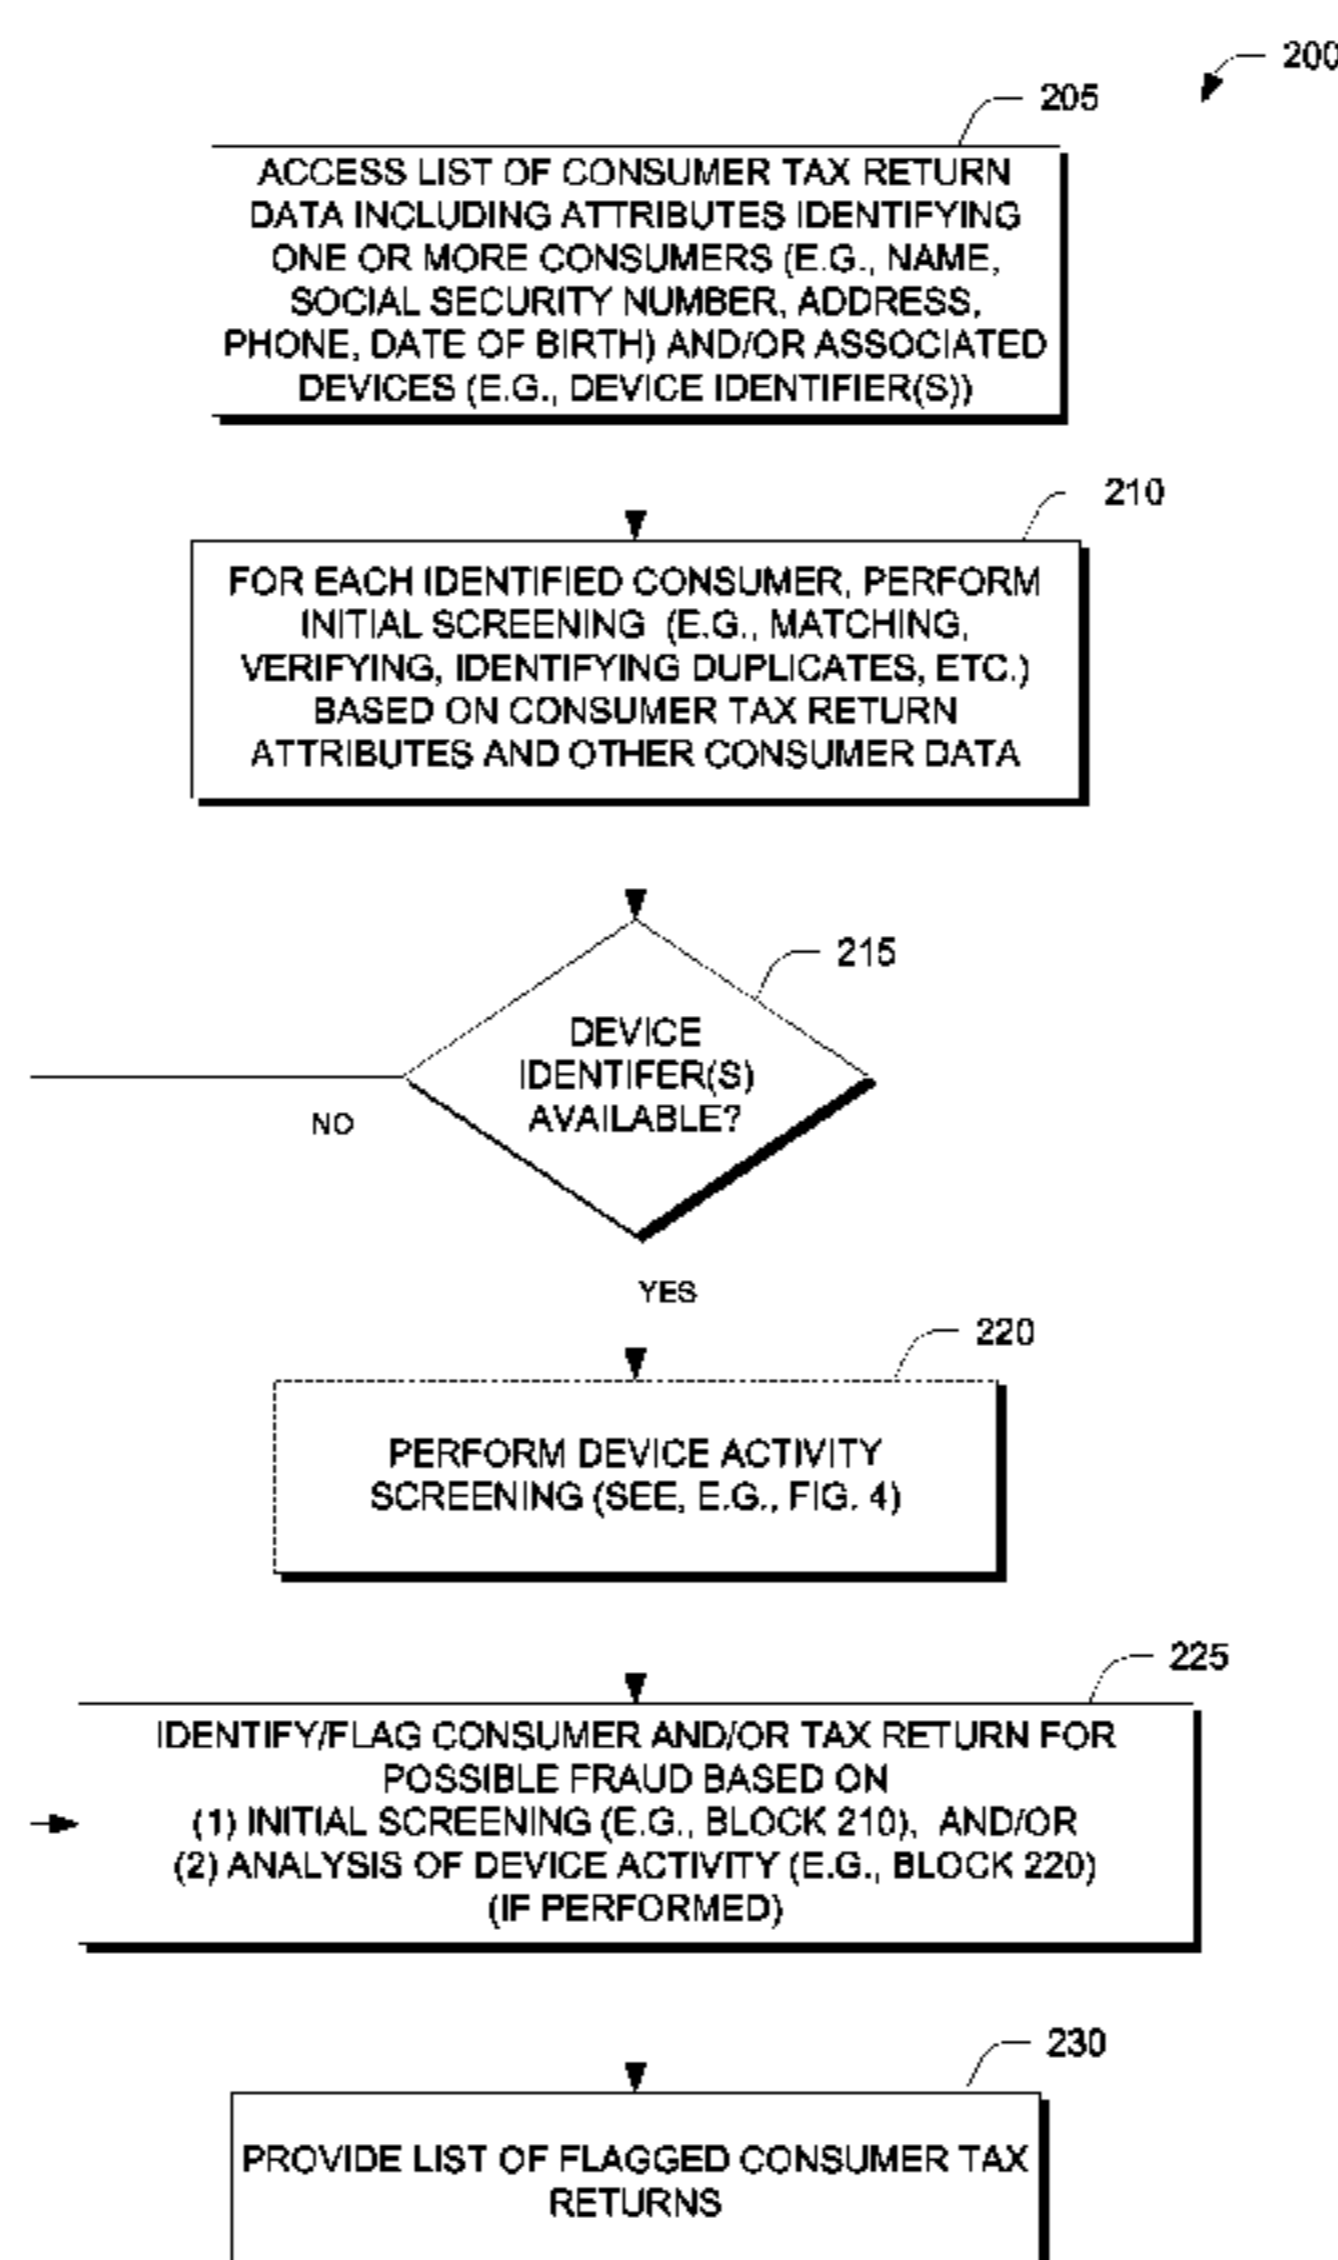 200
205
ACCESS LIST OF CONSUMER TAX RETURN
DATA INCLUDING ATTRIBUTES IDENTIFYING
ONE OR MORE CONSUMERS (E.G., NAME,
SOCIAL SECURITY NUMBER, ADDRESS,
PHONE, DATE OF BIRTH) AND/OR ASSOCIATED
DEVICES (E.G., DEVICE IDENTIFIER(S))
210
FOR EACH IDENTIFIED CONSUMER, PERFORM
INITIAL SCREENING (E.G., MATCHING,
VERIFYING, IDENTIFYING DUPLICATES, ETC.)
BASED ON CONSUMER TAX RETURN
ATTRIBUTES AND OTHER CONSUMER DATA
215
DEVICE
IDENTIFER(S)
AVAILABLE?
NO
YES
220
PERFORM DEVICE ACTIVITY
SCREENING (SEE, E.G., FIG. 4)
225
IDENTIFY/FLAG CONSUMER AND/OR TAX RETURN FOR
POSSIBLE FRAUD BASED ON
(1) INITIAL SCREENING (E.G., BLOCK 210), AND/OR
(2) ANALYSIS OF DEVICE ACTIVITY (E.G., BLOCK 220)
(IF PERFORMED)
230
PROVIDE LIST OF FLAGGED CONSUMER TAX
RETURNS